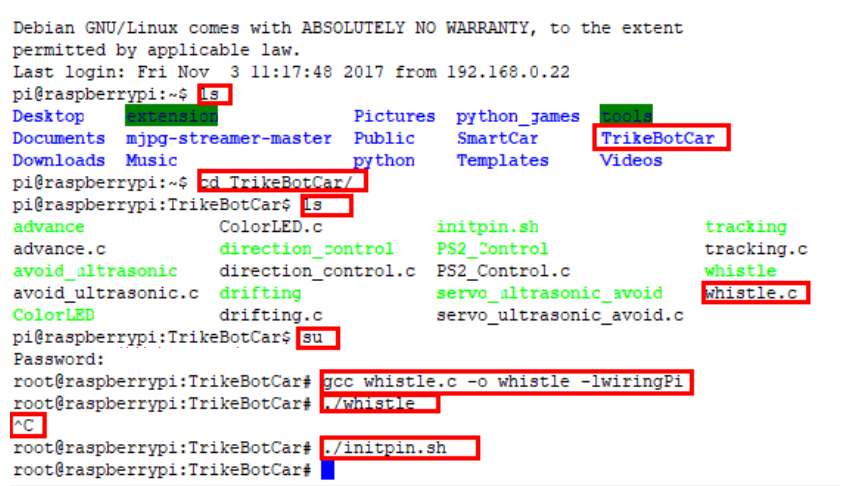 Debian GNU/Linux comes with ABSOLUTELY NO WARRANTY, to the extent
permitted by applicable law.
Last login: Fri Nov  3 11:17:48 2017 from 192.168.0.22
pi@raspberrypi:~$ ls
Desktop    extension            Pictures  python_games  tools
Documents  mjpg-streamer-master  Public    SmartCar      TrikeBotCar
Downloads  Music                python    Templates     Videos
pi@raspberrypi:~$ cd TrikeBotCar/
pi@raspberrypi:TrikeBotCar$ ls
advance             ColorLED.c           initpin.sh                tracking
advance.c           direction_control    PS2_Control               tracking.c
avoid_ultrasonic    direction_control.c  PS2_Control.c             whistle
avoid_ultrasonic.c  drifting             servo_ultrasonic_avoid    whistle.c
ColorLED            drifting.c           servo_ultrasonic_avoid.c
pi@raspberrypi:TrikeBotCar$ su
Password:
root@raspberrypi:TrikeBotCar# gcc whistle.c -o whistle -lwiringPi
root@raspberrypi:TrikeBotCar# ./whistle
^C
root@raspberrypi:TrikeBotCar# ./initpin.sh
root@raspberrypi:TrikeBotCar#